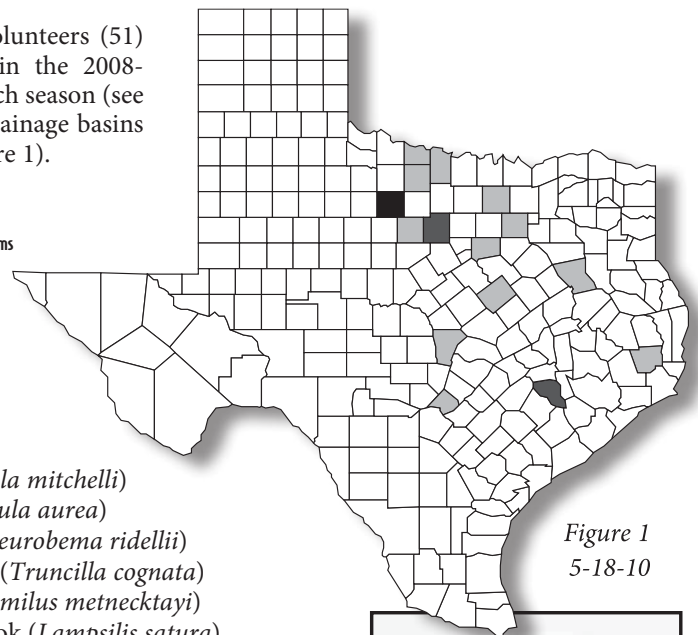 olunteers (51)
in the 2008-
ch season (see
ainage basins
re 1).
ms
la mitchelli)
ula aurea)
eurobema ridellii)
(Truncilla cognata)
milus metnecktayi)
ok (Lampsilis satura)
Figure 1
5-18-10